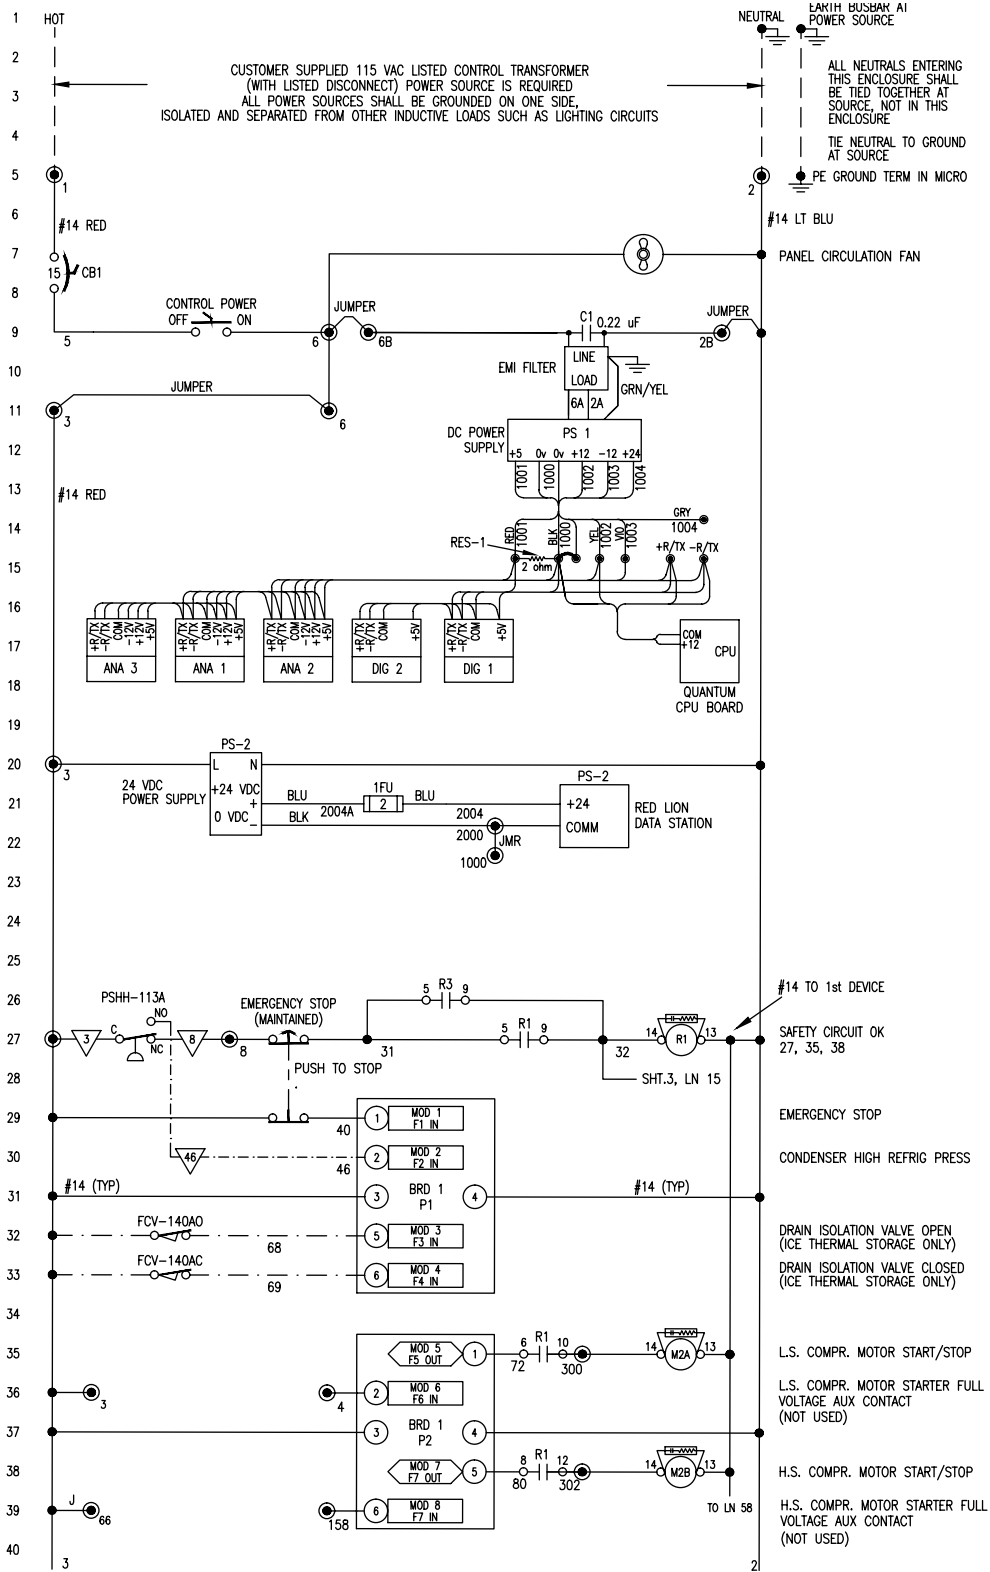 1 HOT NEUTRAL EARTH BUSBAR AT
POWER SOURCE
2
CUSTOMER SUPPLIED 115 VAC LISTED CONTROL TRANSFORMER
(WITH LISTED DISCONNECT) POWER SOURCE IS REQUIRED
ALL POWER SOURCES SHALL BE GROUNDED ON ONE SIDE,
ISOLATED AND SEPARATED FROM OTHER INDUCTIVE LOADS SUCH AS LIGHTING CIRCUITS
ALL NEUTRALS ENTERING
THIS ENCLOSURE SHALL
BE TIED TOGETHER AT
SOURCE, NOT IN THIS
ENCLOSURE
3
4
TIE NEUTRAL TO GROUND
AT SOURCE
5 1 2 PE GROUND TERM IN MICRO
6 #14 RED #14 LT BLU
7 PANEL CIRCULATION FAN
15 CB1
8
CONTROL POWER
OFF ON
JUMPER
JUMPER
C1 0.22 uF
9 5 6 6B 2B
EMI FILTER LINE
LOAD
10
GRN/YEL
JUMPER
6A 2A
11 3 6
DC POWER
SUPPLY
PS 1
12 +5 0v 0v +12 -12 +24
1001 1000 1002 1003 1004
13 #14 RED
GRY
1004
14 RED 1001 BLK 1000 YEL 1002 VIO 1003
RES-1
+R/TX -R/TX
15 2 ohm
16
+R/TX -R/TX COM -12V +12V +5V
+R/TX -R/TX COM -12V +12V +5V
+R/TX -R/TX COM -12V +12V +5V
+R/TX -R/TX COM +5V
+R/TX -R/TX COM +5V
17 ANA 3 ANA 1 ANA 2 DIG 2 DIG 1
COM
+12 CPU
18
QUANTUM
CPU BOARD
19
PS-2
20 3 L N
24 VDC
POWER SUPPLY
+24 VDC
+
0 VDC
-
PS-2
1FU
21 BLU 2 BLU
2004A 2004 +24
BLK
2000 COMM
RED LION
DATA STATION
22 JMR
1000
23
24
25
26 5 R3 9
PSHH-113A
NO
EMERGENCY STOP
(MAINTAINED)
#14 TO 1st DEVICE
27 3 C NC 8 8 31 5 R1 9 32 14 R1 13
SAFETY CIRCUIT OK
27, 35, 38
28 PUSH TO STOP SHT.3, LN 15
29 40 1 MOD 1
F1 IN
EMERGENCY STOP
30 46 46 2 MOD 2
F2 IN
CONDENSER HIGH REFRIG PRESS
31 #14 (TYP) 3 BRD 1
P1 4 #14 (TYP)
32 FCV-140AO 68 5 MOD 3
F3 IN
DRAIN ISOLATION VALVE OPEN
(ICE THERMAL STORAGE ONLY)
33 FCV-140AC 69 6 MOD 4
F4 IN
DRAIN ISOLATION VALVE CLOSED
(ICE THERMAL STORAGE ONLY)
34
35 MOD 5
F5 OUT 1 72 6 R1 10 300 14 M2A 13
L.S. COMPR. MOTOR START/STOP
36 3 4 2 MOD 6
F6 IN
L.S. COMPR. MOTOR STARTER FULL
VOLTAGE AUX CONTACT
(NOT USED)
37 3 BRD 1
P2 4
38 MOD 7
F7 OUT 5 80 8 R1 12 302 14 M2B 13
H.S. COMPR. MOTOR START/STOP
39 J 66 158 6 MOD 8
F7 IN
TO LN 58
H.S. COMPR. MOTOR STARTER FULL
VOLTAGE AUX CONTACT
(NOT USED)
40 3 2